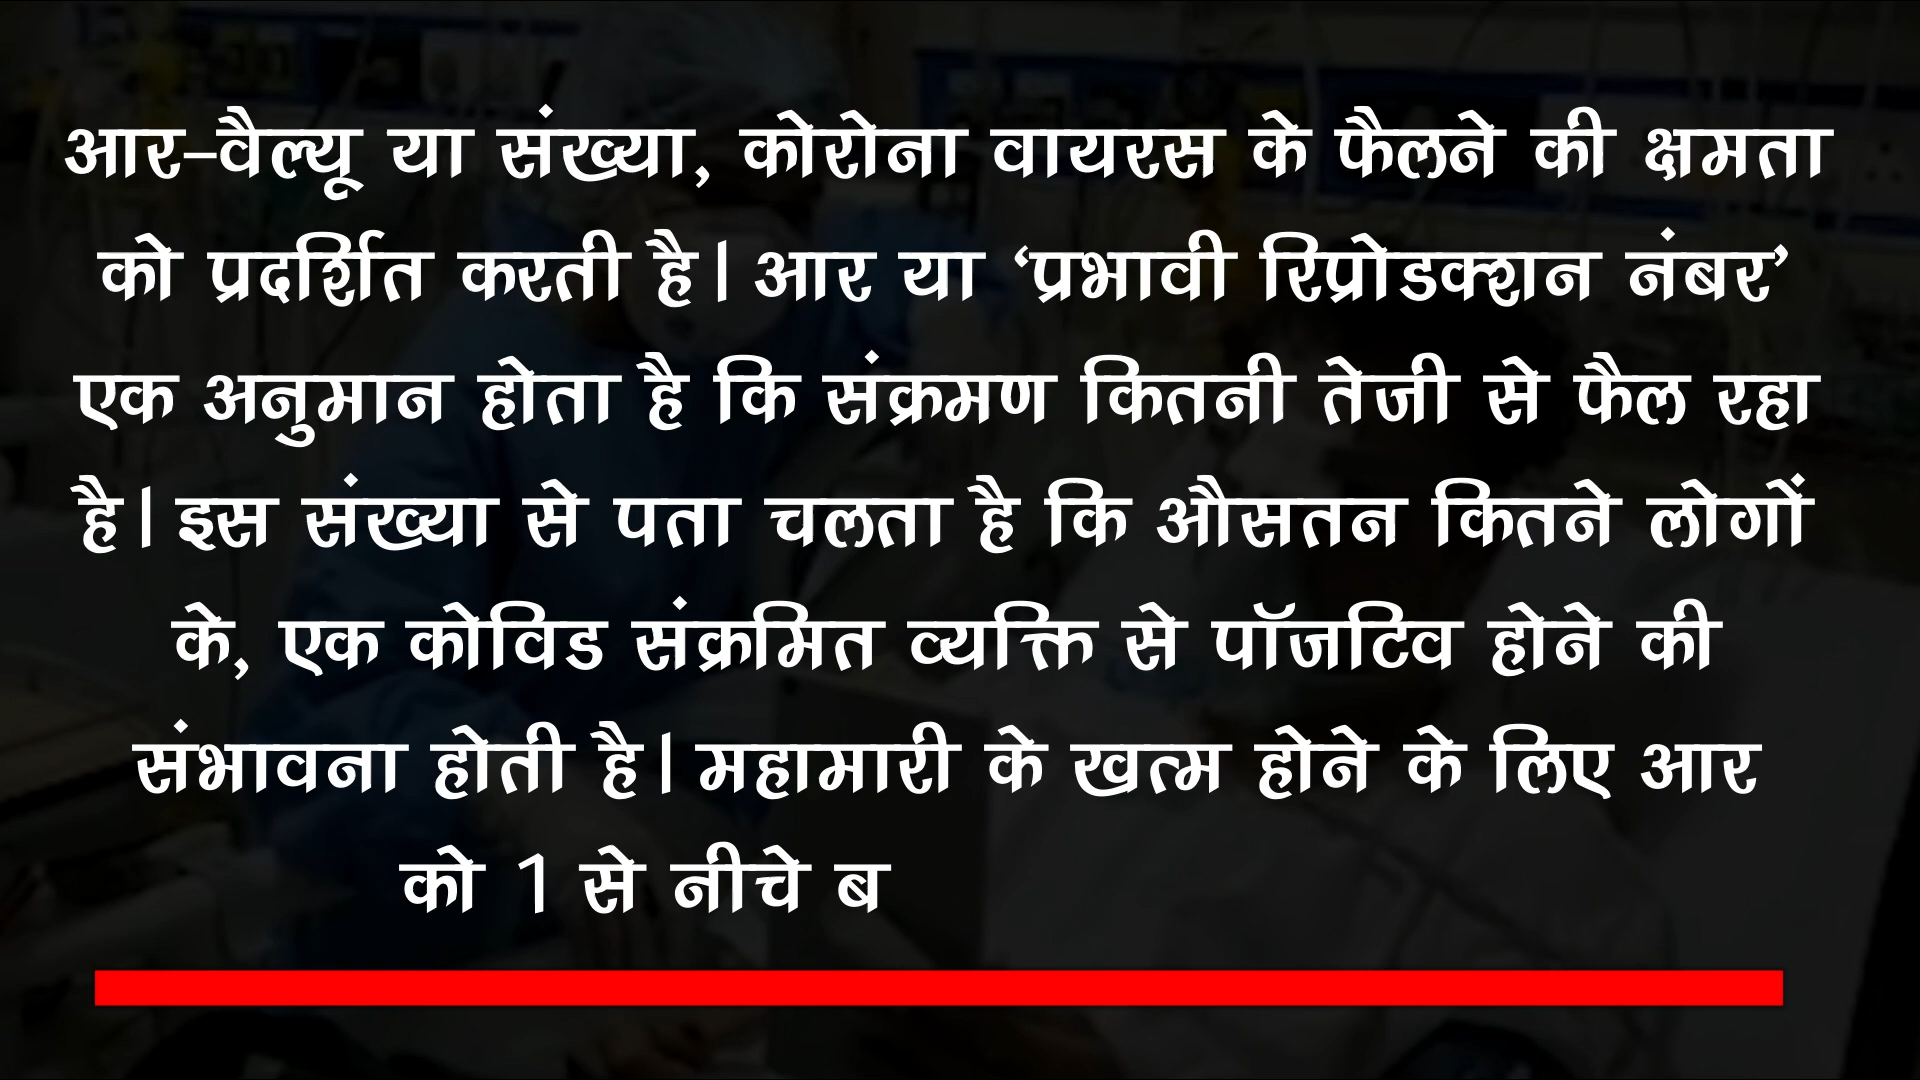 आर-वैल्यू या संख्या, कोरोना वायरस के फैलने की क्षमता
को प्रदर्शित करती है। आर या ‘प्रभावी रिप्रोडक्शन नंबर’
एक अनुमान होता है कि संक्रमण कितनी तेजी से फैल रहा
है। इस संख्या से पता चलता है कि औसतन कितने लोगों
के, एक कोविड संक्रमित व्यक्ति से पॉजटिव होने की
संभावना होती है। महामारी के खत्म होने के लिए आर
को 1 से नीचे ब